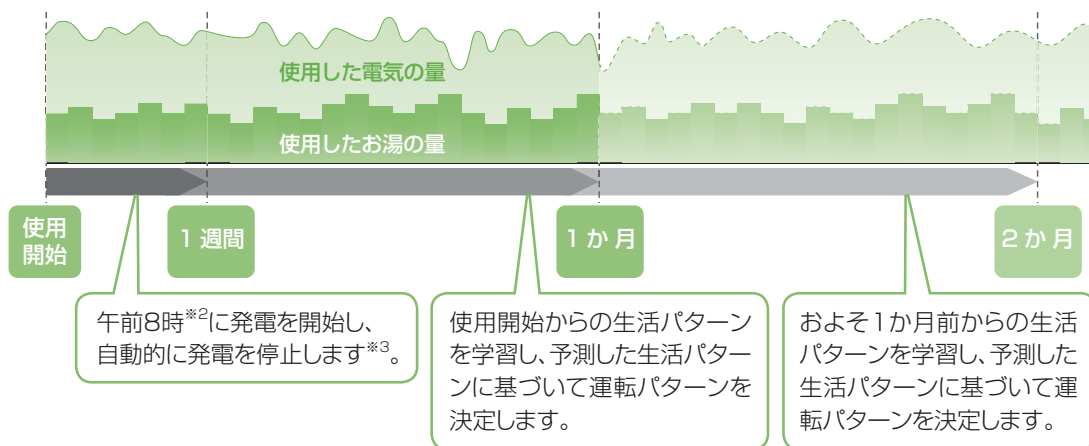 使用した電気の量
使用したお湯の量
使用
開始
1週間
1か月
2か月
午前8時※2に発電を開始し、
自動的に発電を停止します※3。
使用開始からの生活パターン
を学習し、予測した生活パター
ンに基づいて運転パターンを
決定します。
およそ1か月前からの生活
パターンを学習し、予測した
生活パターンに基づいて運
転パターンを決定します。